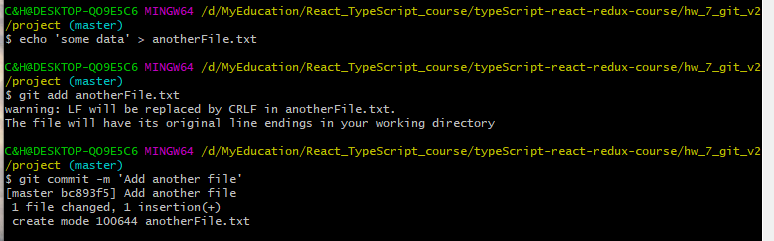 C&H@DESKTOP-QO9E5C6 MINGW64 /d/MyEducation/React_TypeScript_course/typeScript-react-redux-course/hw_7_git_v2
/project (master)
$ echo 'some data' > anotherFile.txt
C&H@DESKTOP-QO9E5C6 MINGW64 /d/MyEducation/React_TypeScript_course/typeScript-react-redux-course/hw_7_git_v2
/project (master)
$ git add anotherFile.txt
warning: LF will be replaced by CRLF in anotherFile.txt.
The file will have its original line endings in your working directory
C&H@DESKTOP-QO9E5C6 MINGW64 /d/MyEducation/React_TypeScript_course/typeScript-react-redux-course/hw_7_git_v2
/project (master)
$ git commit -m 'Add another file'
[master bc893f5] Add another file
 1 file changed, 1 insertion(+)
 create mode 100644 anotherFile.txt